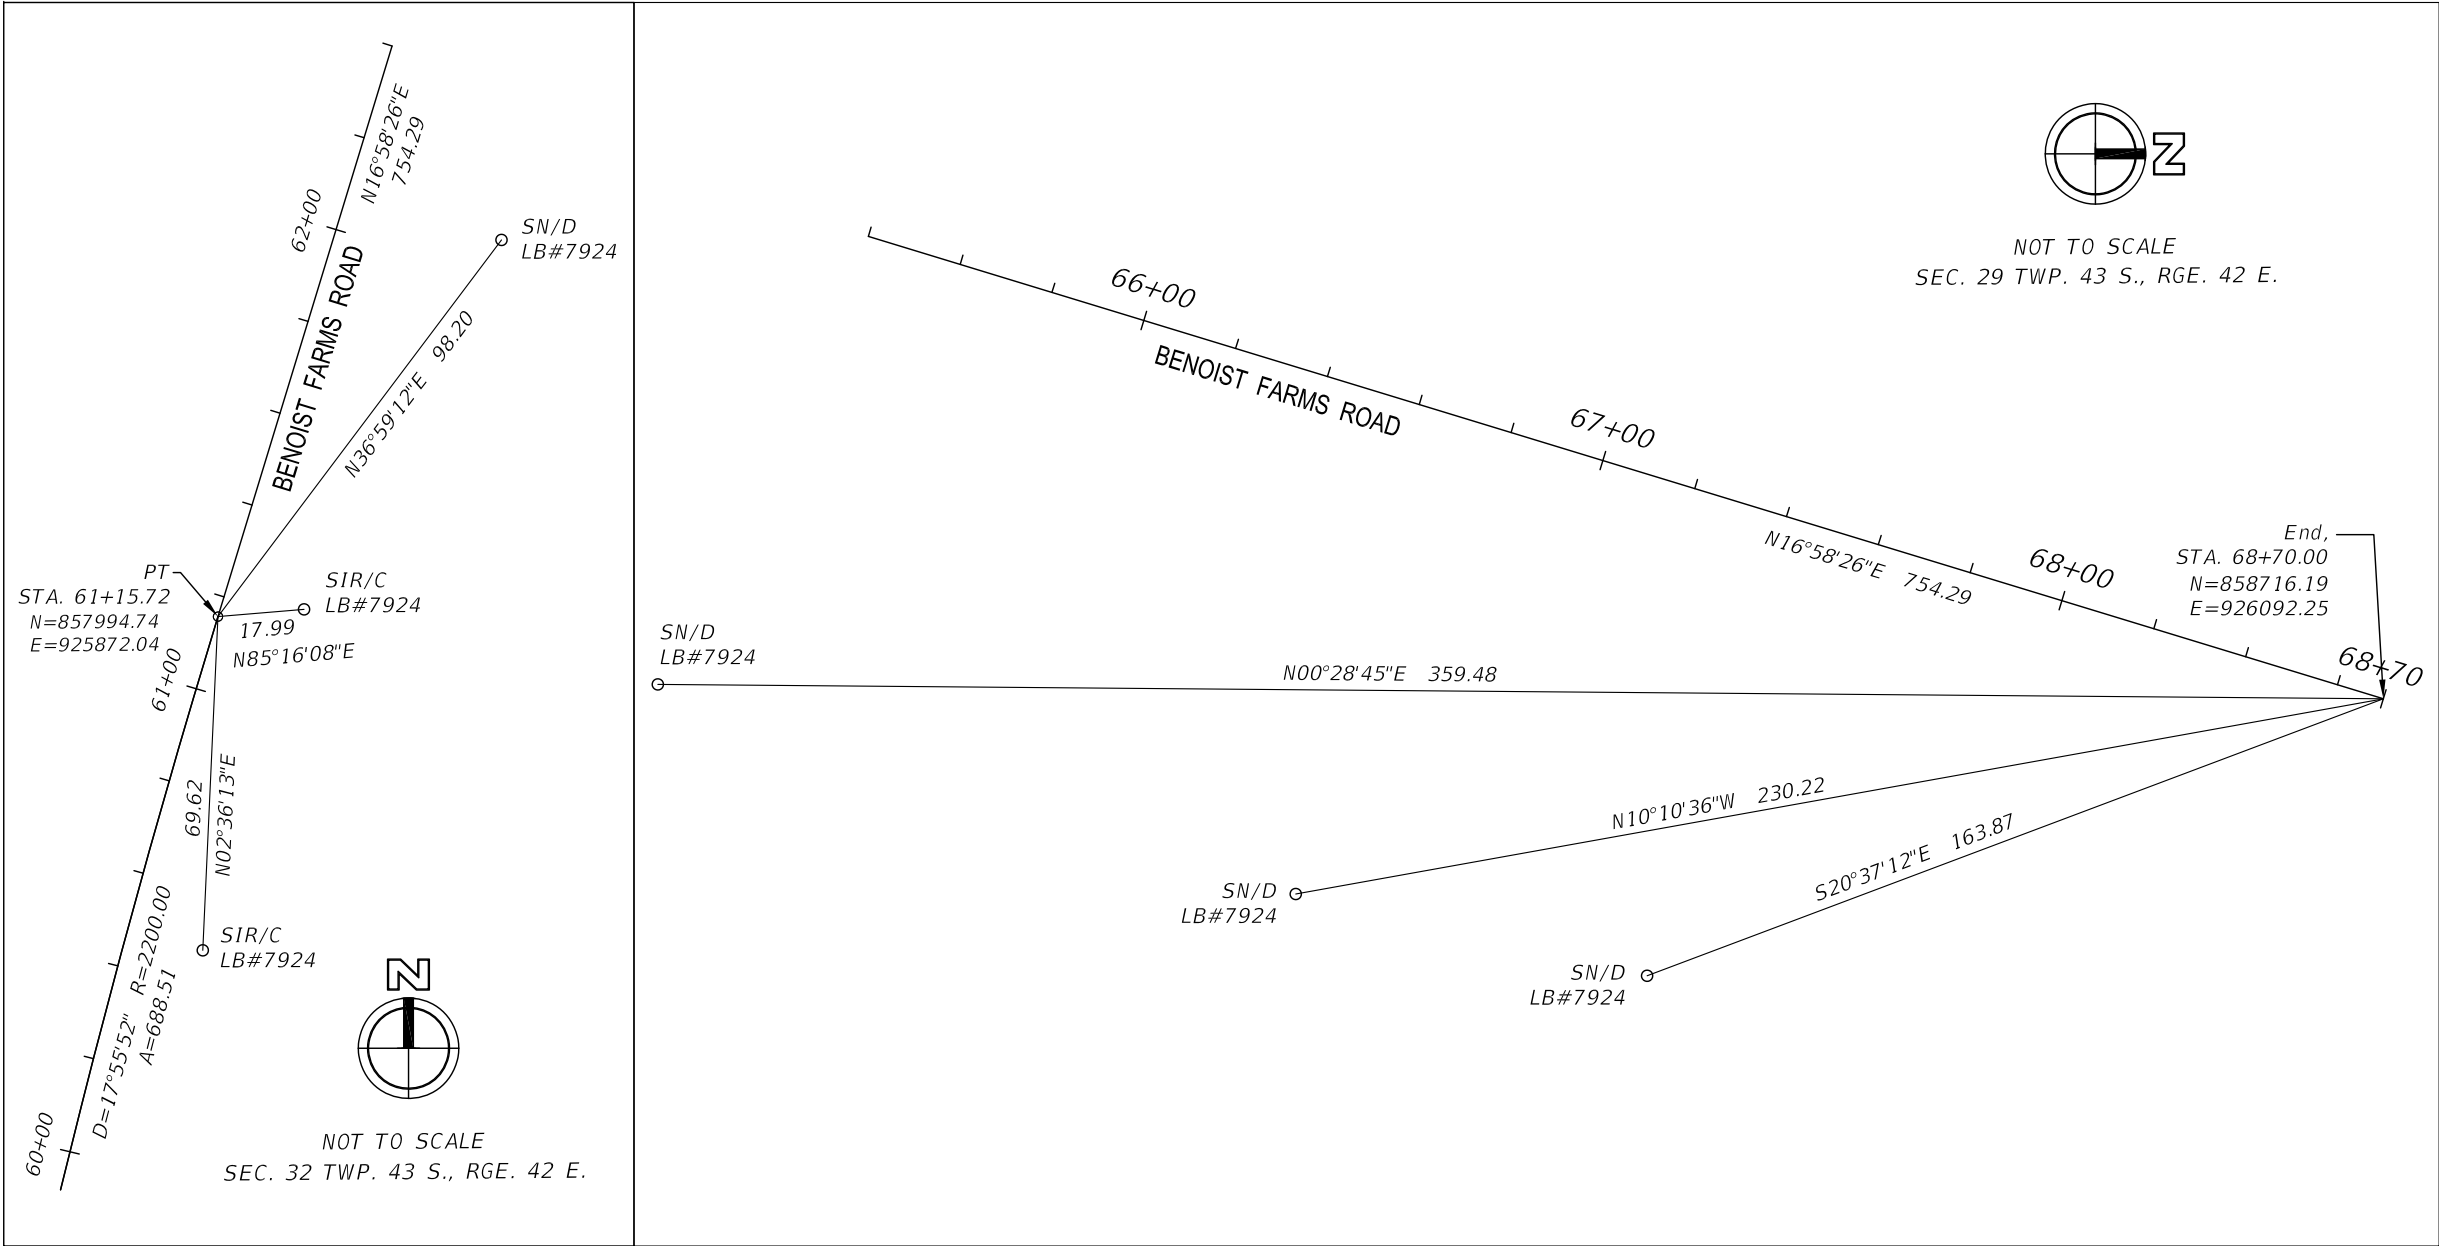 N16°58'26"E
754.29
62+00
SN/D
LB#7924
BENOIST FARMS ROAD
N36°59'12"E 98.20
PT
STA. 61+15.72
N=857994.74
E=925872.04
SIR/C
LB#7924
17.99
N85°16'08"E
61+00
69.62
N02°36'13"E
SIR/C
LB#7924
D=17°55'52" R=2200.00
A=688.51
60+00
N
NOT TO SCALE
SEC. 32 TWP. 43 S., RGE. 42 E.
N
NOT TO SCALE
SEC. 29 TWP. 43 S., RGE. 42 E.
66+00
BENOIST FARMS ROAD
67+00
N16°58'26"E 754.29
68+00
End,
STA. 68+70.00
N=858716.19
E=926092.25
68+70
SN/D
LB#7924
N00°28'45"E 359.48
N10°10'36"W 230.22
SN/D
LB#7924
S20°37'12"E 163.87
SN/D
LB#7924